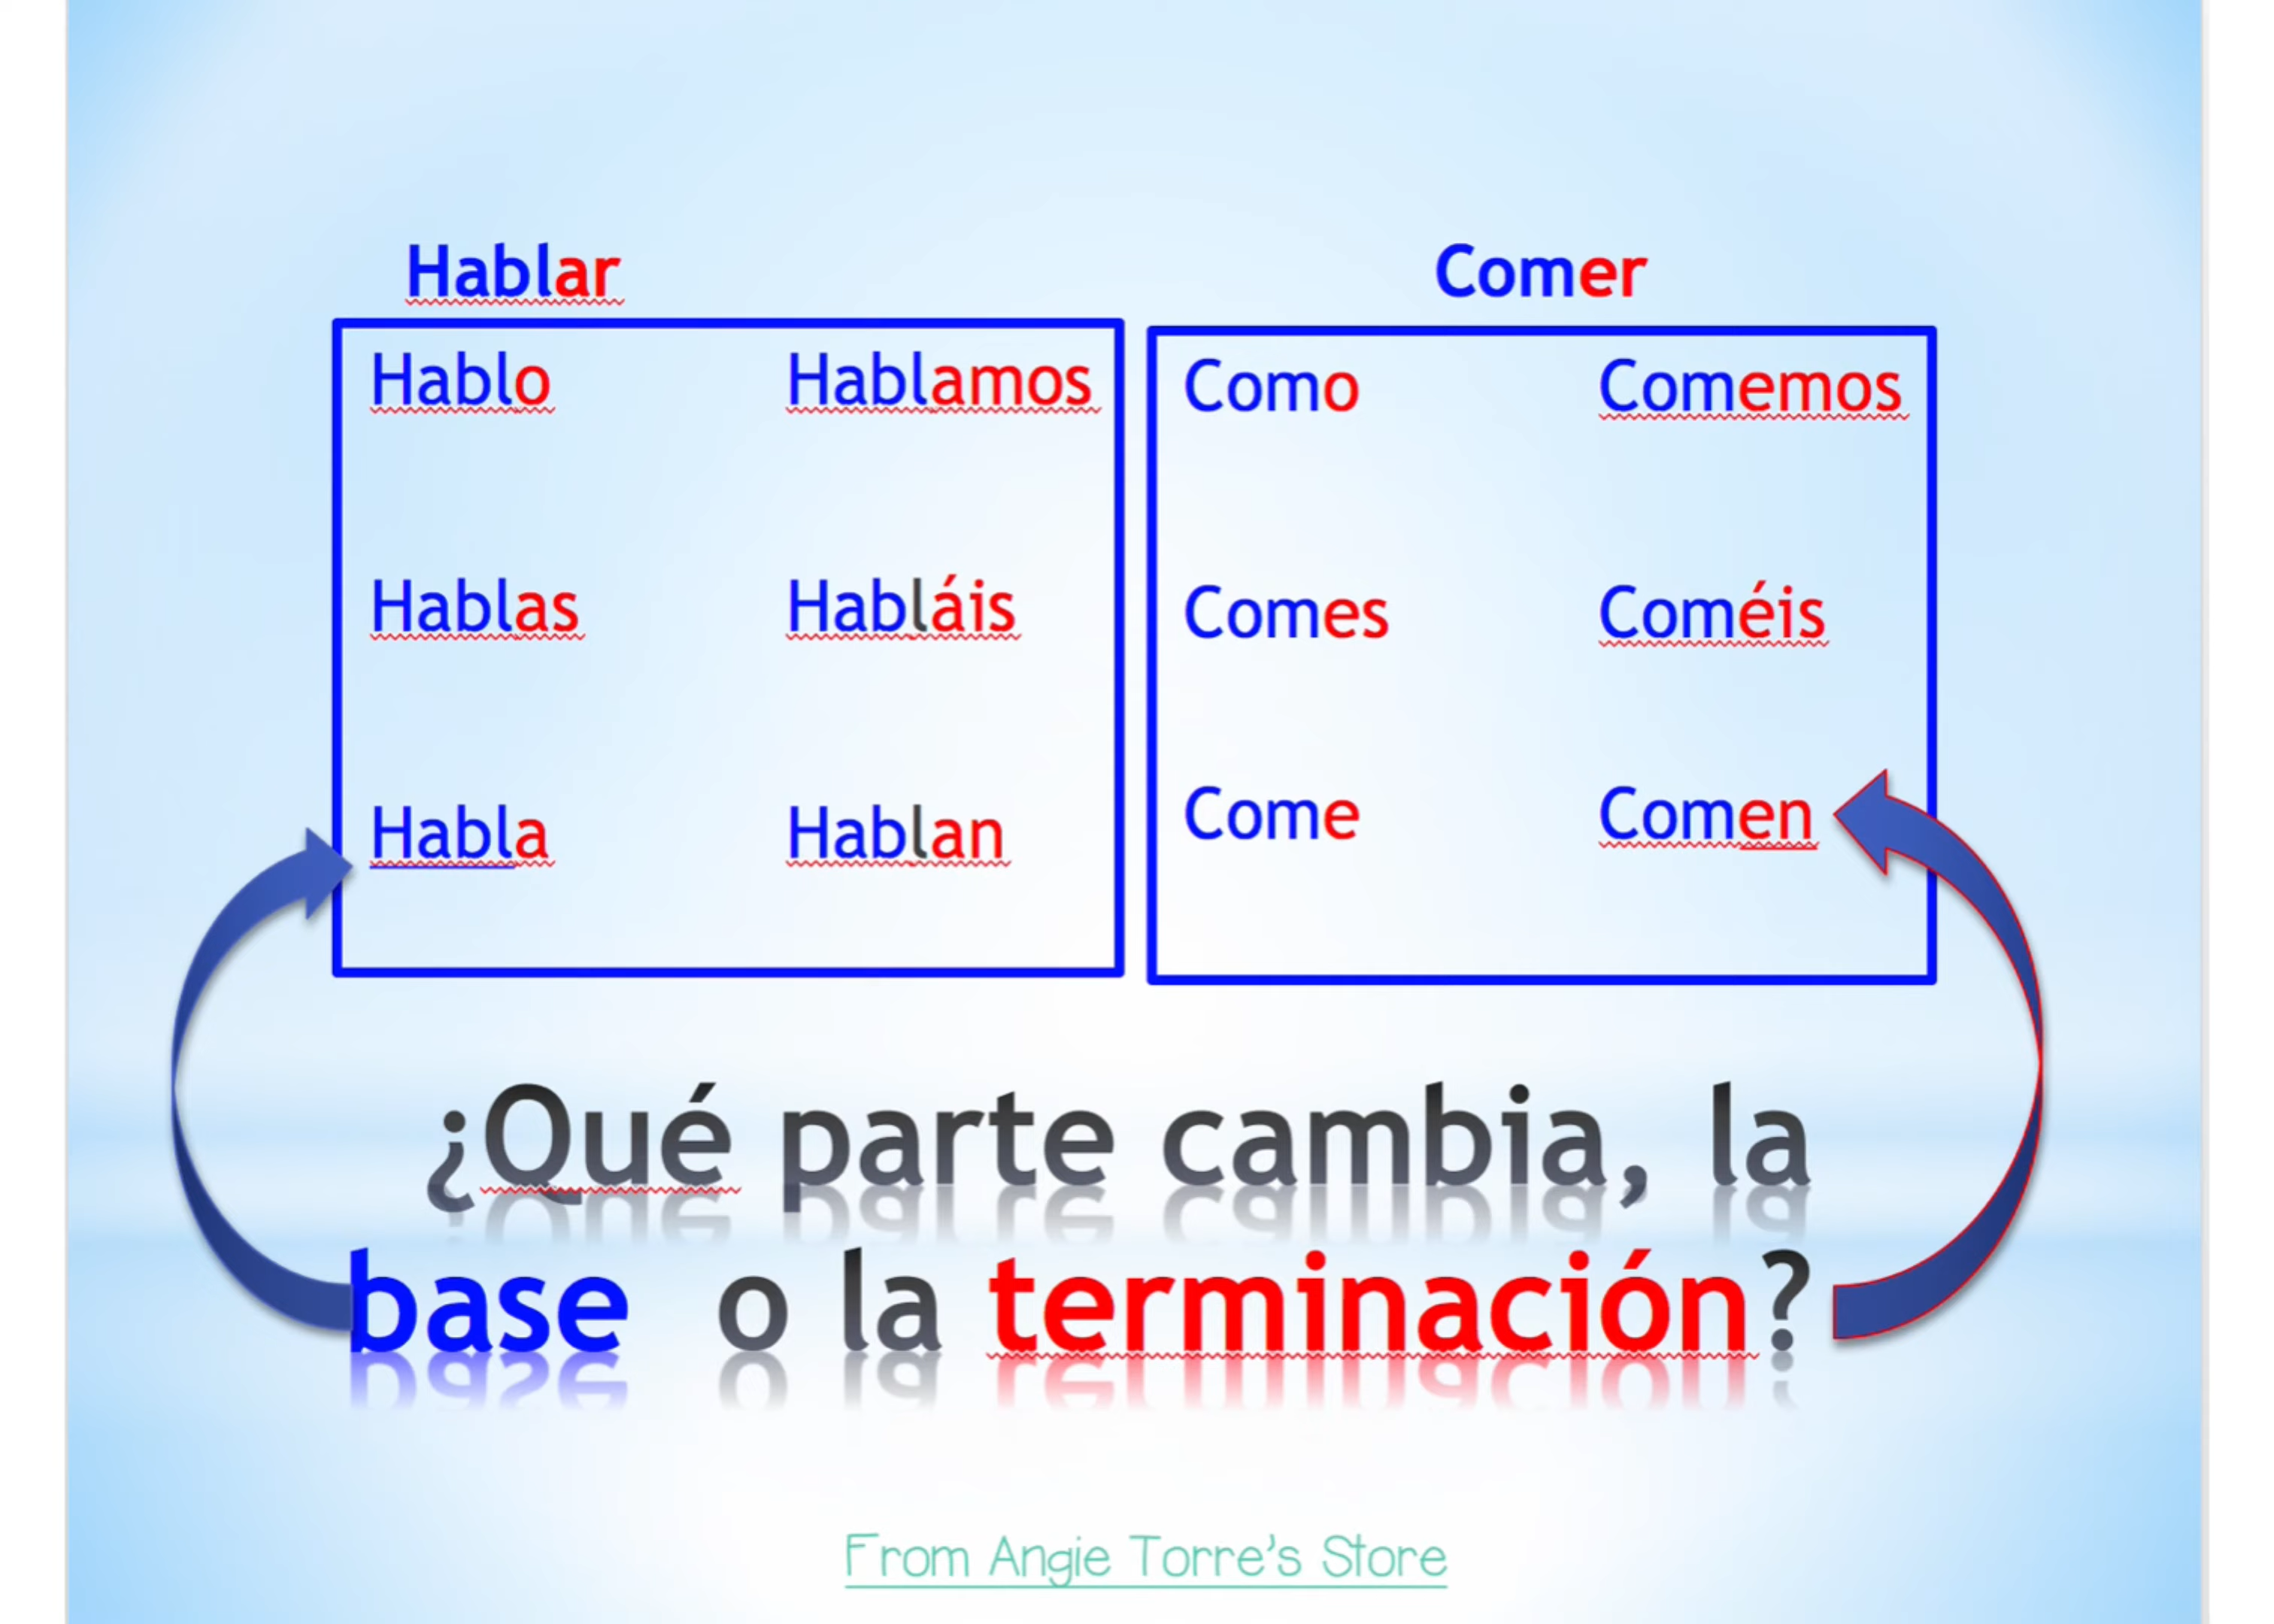 Hablar
Comer
Hablo Hablamos
Como Comemos
Hablas Habláis
Comes Coméis
Habla Hablan
Come Comen
¿Qué parte cambia, la
base o la terminación?
From Angie Torre's Store